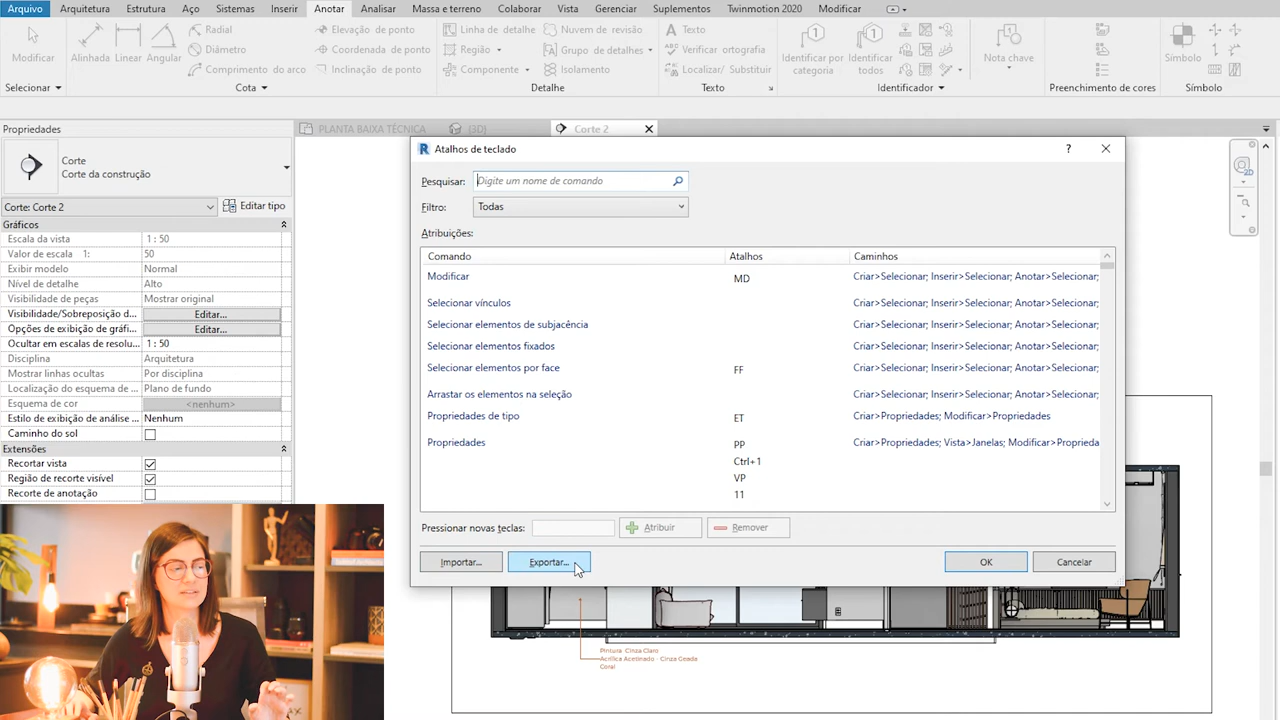 Arquivo Arquitetura Estrutura Aço Sistemas Inserir Anotar Analisar Massa e terreno Colaborar Vista Gerenciar Suplementos Twinmotion 2020 Modificar
Modificar
Selecionar
Alinhada Linear Angular
Radial
Diâmetro
Comprimento do arco
Elevação de ponto
Coordenada de ponto
Inclinação de ponto
Cota
Linha de detalhe
Região
Componente
Nuvem de revisão
Grupo de detalhes
Isolamento
Detalhe
Texto
Verificar ortografia
Localizar/ Substituir
Texto
Identificar por
categoria
Identificar
todos
Identificador
Nota chave
Preenchimento de cores
Símbolo
Símbolo
Propriedades
PLANTA BAIXA TÉCNICA {3D} Corte 2
Corte
Corte da construção
Corte: Corte 2 Editar tipo
Gráficos
Escala da vista 1 : 50
Valor de escala 1: 50
Exibir modelo Normal
Nível de detalhe Alto
Visibilidade de peças Mostrar original
Visibilidade/Sobreposição d... Editar...
Opções de exibição de gráfi... Editar...
Ocultar em escalas de resolu... 1 : 50
Disciplina Arquitetura
Mostrar linhas ocultas Por disciplina
Localização do esquema de ... Plano de fundo
Esquema de cor <nenhum>
Estilo de exibição de análise ... Nenhum
Caminho do sol
Extensões
Recortar vista
Região de recorte visível
Recorte de anotação
Atalhos de teclado
?
Pesquisar: Digite um nome de comando
Filtro: Todas
Atribuições:
Comando Atalhos Caminhos
Modificar MD Criar>Selecionar; Inserir>Selecionar; Anotar>Selecionar;
Selecionar vínculos Criar>Selecionar; Inserir>Selecionar; Anotar>Selecionar;
Selecionar elementos de subjacência Criar>Selecionar; Inserir>Selecionar; Anotar>Selecionar;
Selecionar elementos fixados Criar>Selecionar; Inserir>Selecionar; Anotar>Selecionar;
Selecionar elementos por face FF Criar>Selecionar; Inserir>Selecionar; Anotar>Selecionar;
Arrastar os elementos na seleção Criar>Selecionar; Inserir>Selecionar; Anotar>Selecionar;
Propriedades de tipo ET Criar>Propriedades; Modificar>Propriedades
Propriedades PP Criar>Propriedades; Vista>Janelas; Modificar>Proprieda
Ctrl+1
VP
11
Pressionar novas teclas: Atribuir Remover
Importar... Exportar... OK Cancelar
Pintura Cinza Claro
Acrílica Acetinado - Cinza Geada
Coral